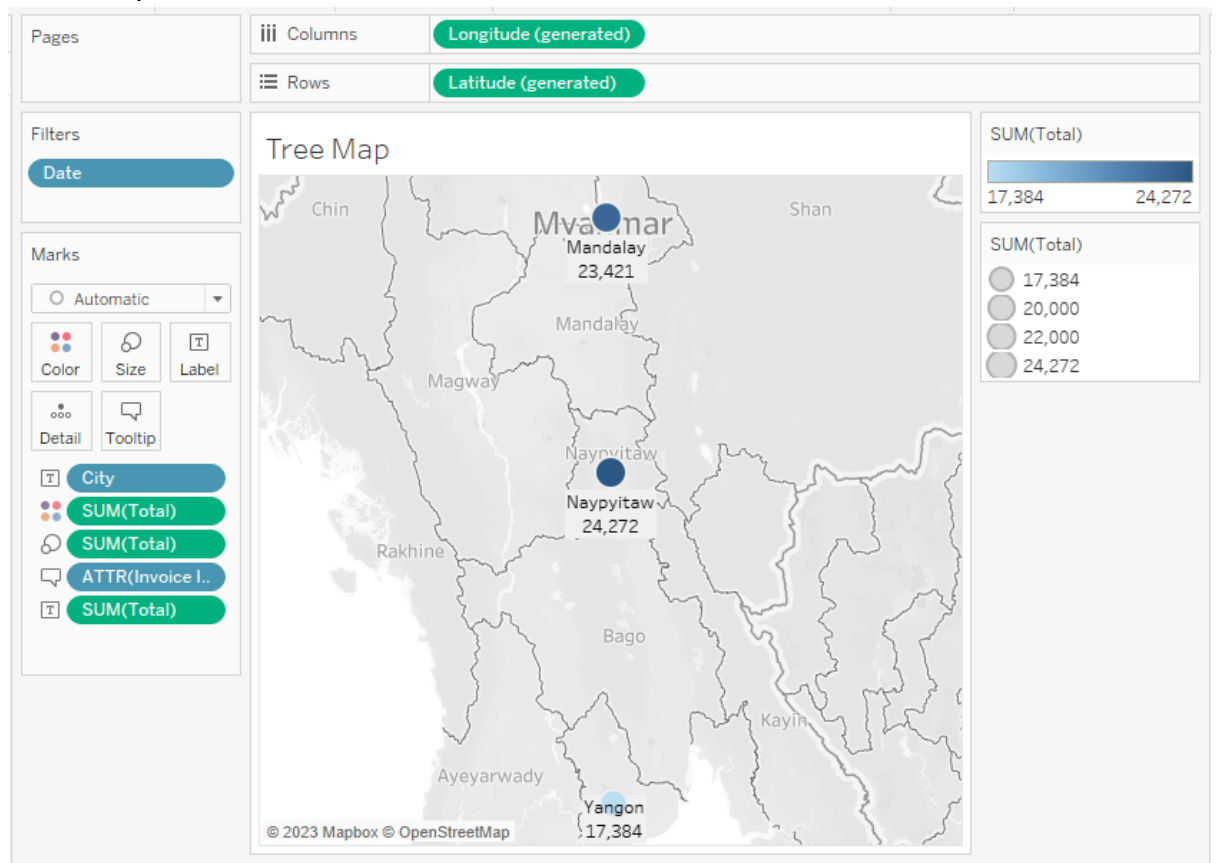 Pages
iii Columns
Longitude (generated)
Rows
Latitude (generated)
Filters
Date
Marks
Automatic
Color
Size
T
Label
Detail
Tooltip
T City
SUM(Total)
SUM(Total)
ATTR(Invoice I..
T SUM(Total)
Tree Map
Chin
Shan
Mandalay
23,421
Mandalay
Magway
Naypyitaw
Naypyitaw
24,272
Rakhine
Bago
Kayin
Ayeyarwady
Yangon
17,384
© 2023 Mapbox © OpenStreetMap
SUM(Total)
17,384 24,272
SUM(Total)
17,384
20,000
22,000
24,272